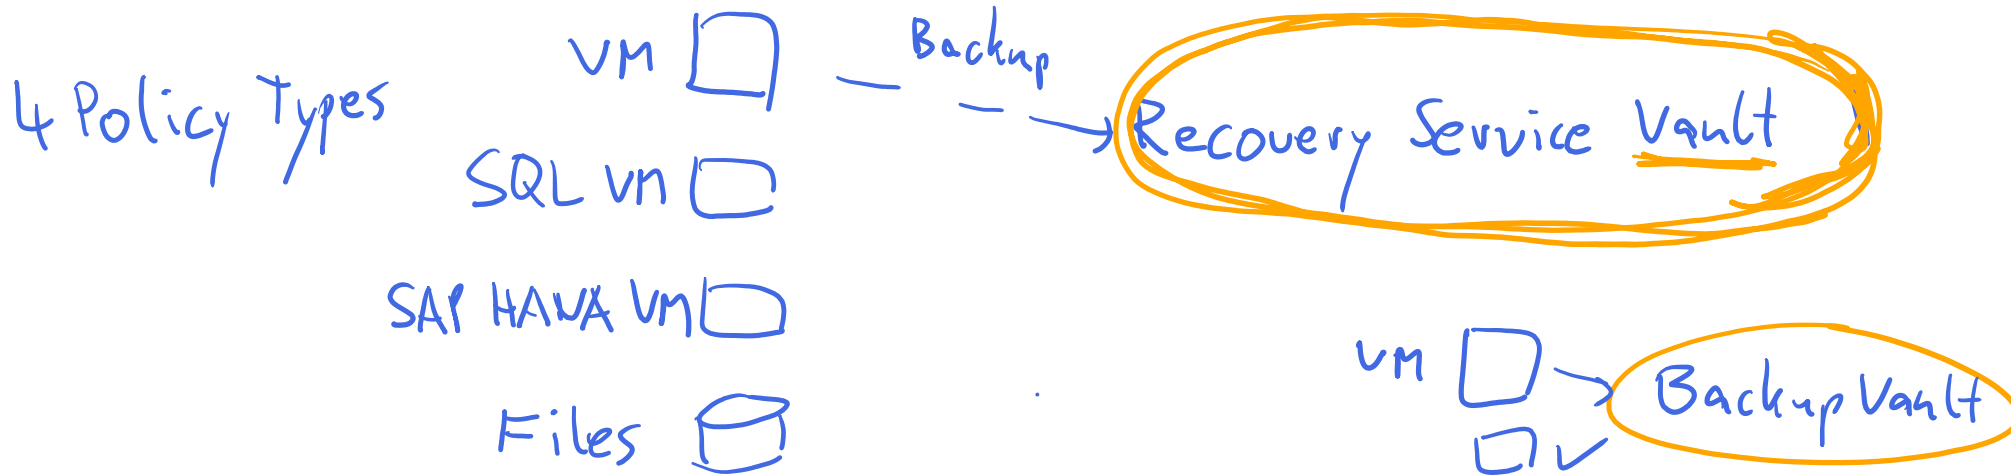 4 Policy Types
VM
Backup
Recovery Service Vault
SQL VM
SAP HANA VM
Files
VM
Backup Vault